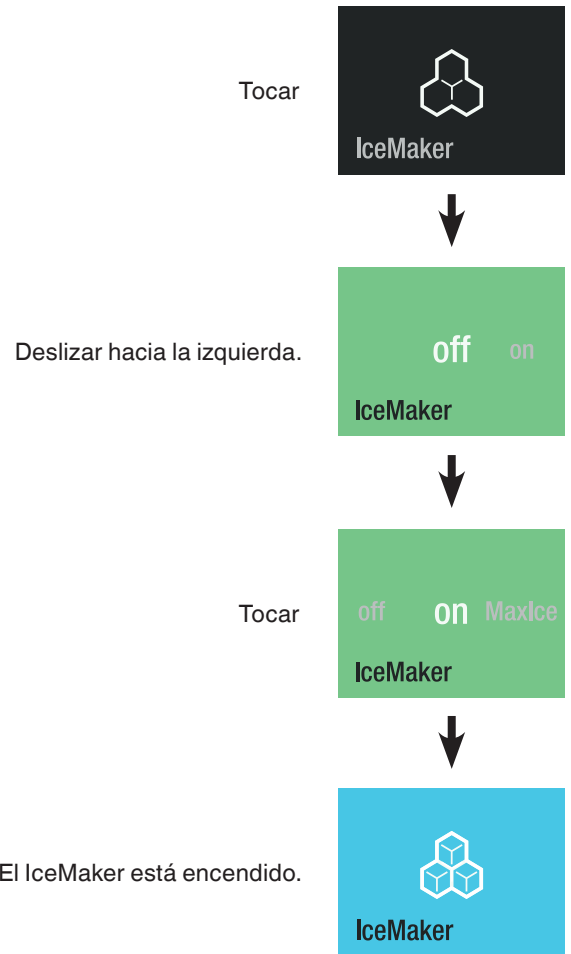 Tocar
IceMaker
Deslizar hacia la izquierda.
off on
IceMaker
Tocar
off on MaxIce
IceMaker
El IceMaker está encendido.
IceMaker